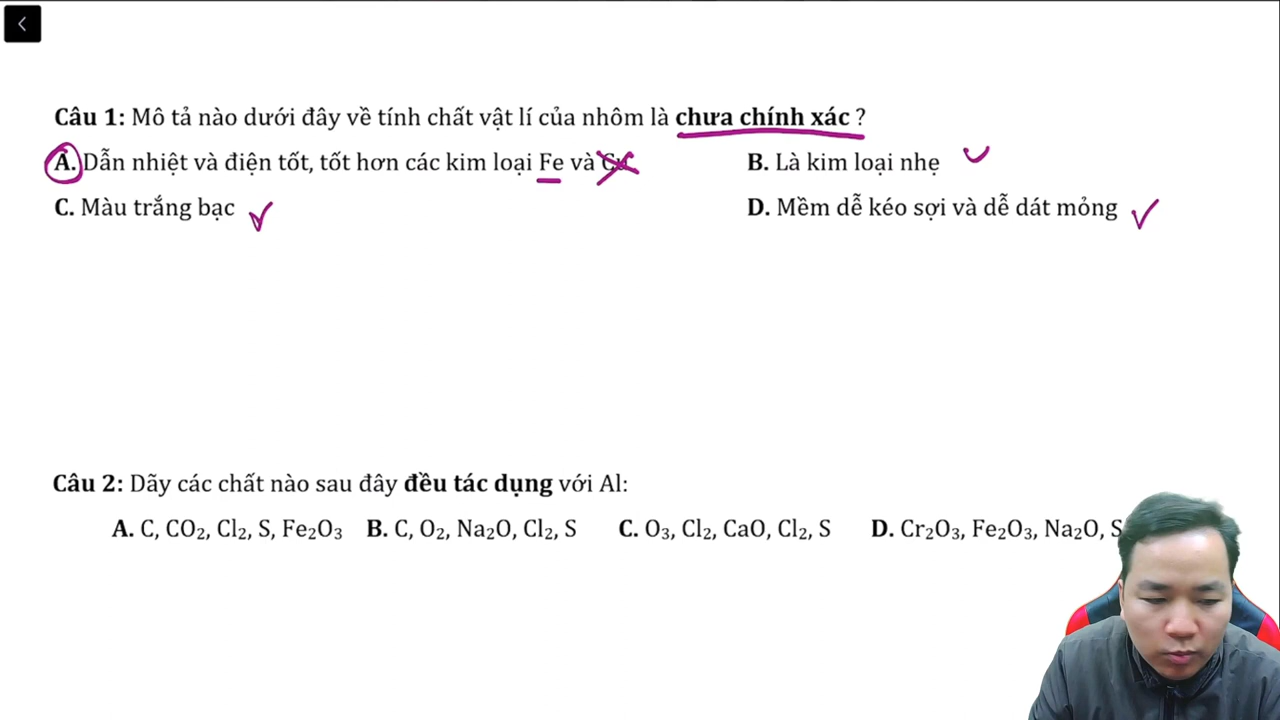 Câu 1: Mô tả nào dưới đây về tính chất vật lí của nhôm là chưa chính xác ?
A. Dẫn nhiệt và điện tốt, tốt hơn các kim loại Fe và Cu B. Là kim loại nhẹ
C. Màu trắng bạc D. Mềm dễ kéo sợi và dễ dát mỏng
Câu 2: Dãy các chất nào sau đây đều tác dụng với Al:
A. C, CO₂, Cl₂, S, Fe₂O₃ B. C, O₂, Na₂O, Cl₂, S C. O₃, Cl₂, CaO, Cl₂, S D. Cr₂O₃, Fe₂O₃, Na₂O, S